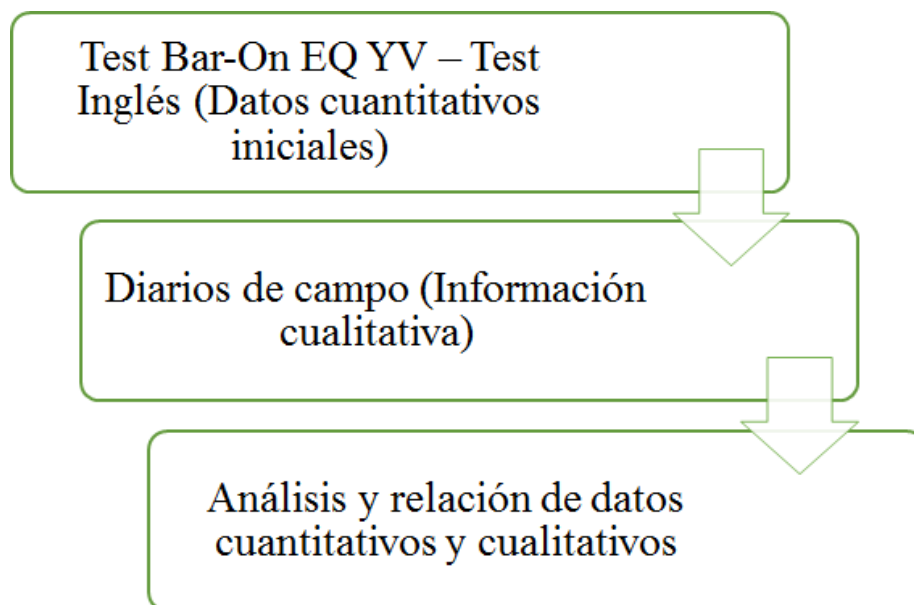 Test Bar-On EQ YV – Test
Inglés (Datos cuantitativos
iniciales)
Diarios de campo (Información
cualitativa)
Análisis y relación de datos
cuantitativos y cualitativos